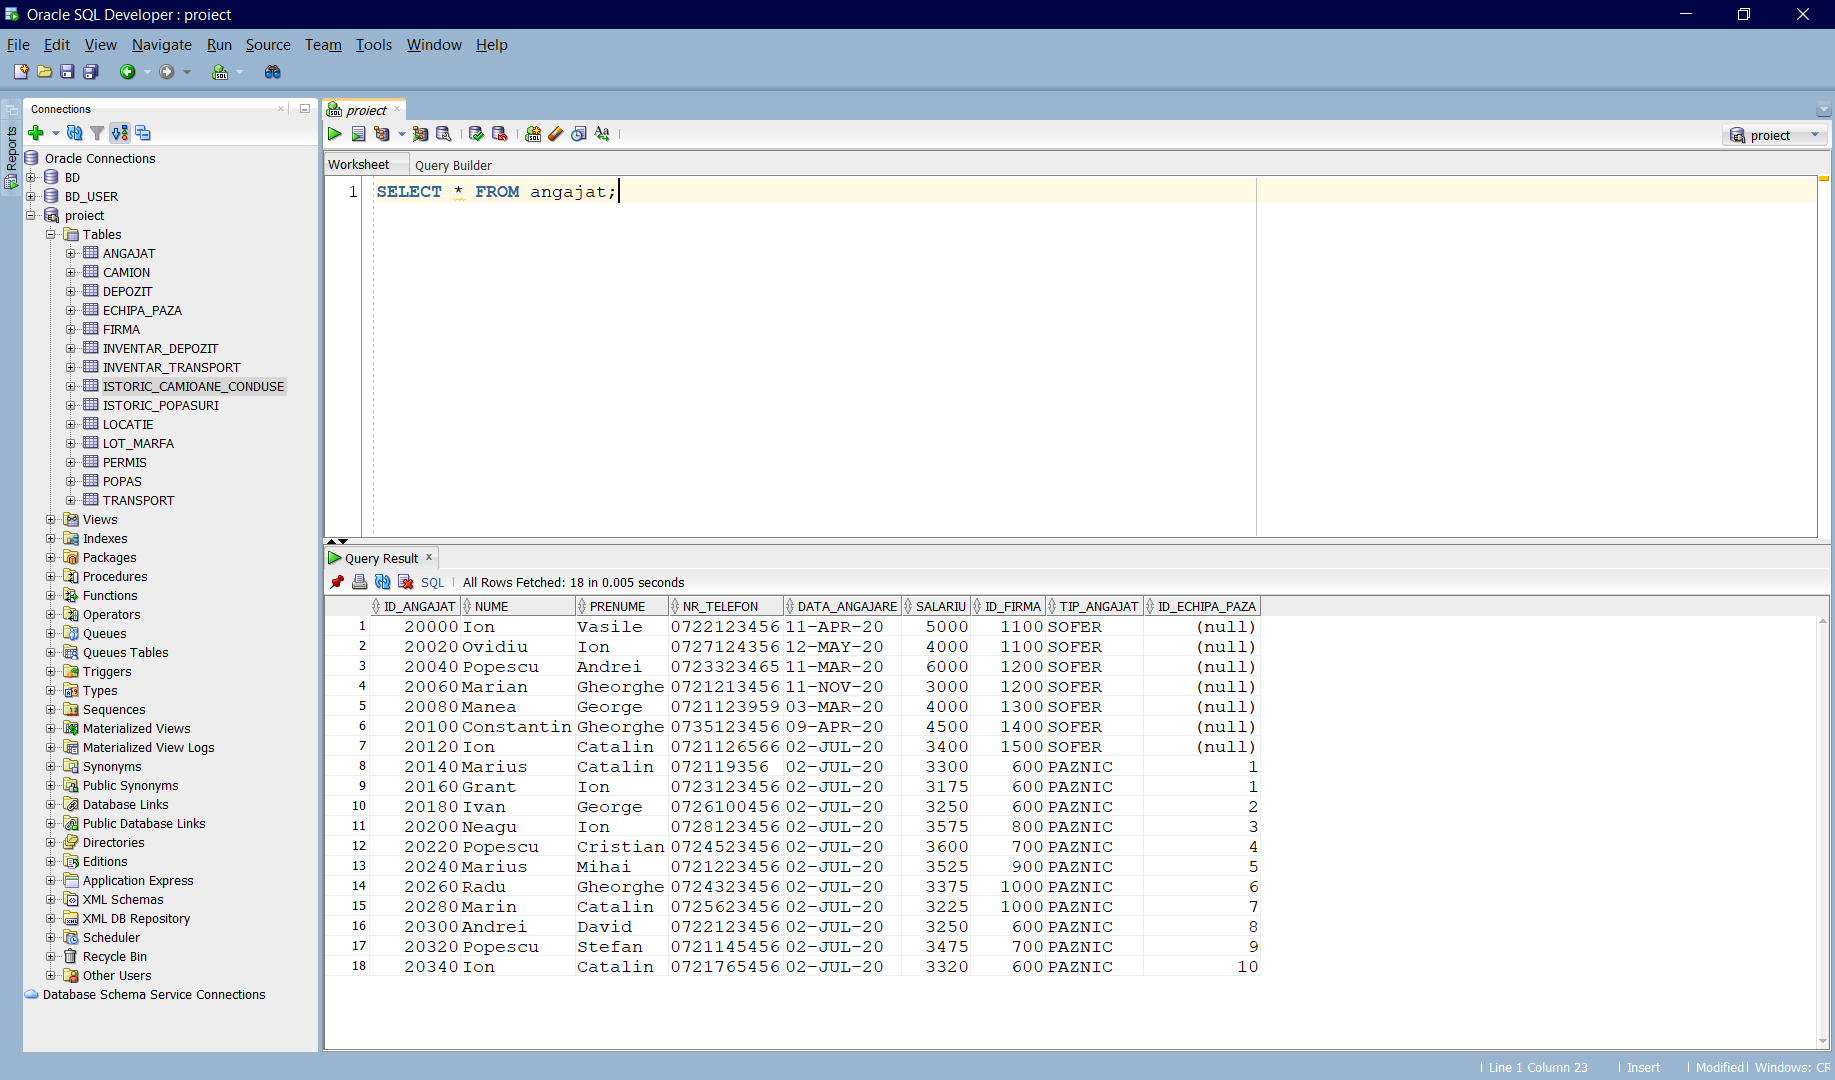 Oracle SQL Developer : proiect
File Edit View Navigate Run Source Team Tools Window Help
Reports
Connections
Oracle Connections
BD
BD_USER
proiect
Tables
ANGAJAT
CAMION
DEPOZIT
ECHIPA_PAZA
FIRMA
INVENTAR_DEPOZIT
INVENTAR_TRANSPORT
ISTORIC_CAMIOANE_CONDUSE
ISTORIC_POPASURI
LOCATIE
LOT_MARFA
PERMIS
POPAS
TRANSPORT
Views
Indexes
Packages
Procedures
Functions
Operators
Queues
Queues Tables
Triggers
Types
Sequences
Materialized Views
Materialized View Logs
Synonyms
Public Synonyms
Database Links
Public Database Links
Directories
Editions
Application Express
XML Schemas
XML DB Repository
Scheduler
Recycle Bin
Other Users
Database Schema Service Connections
proiect
proiect
Worksheet Query Builder
1 SELECT * FROM angajat;
Query Result
SQL All Rows Fetched: 18 in 0.005 seconds
ID_ANGAJAT NUME PRENUME NR_TELEFON DATA_ANGAJARE SALARIU ID_FIRMA TIP_ANGAJAT ID_ECHIPA_PAZA
1 20000 Ion Vasile 0722123456 11-APR-20 5000 1100 SOFER (null)
2 20020 Ovidiu Ion 0727124356 12-MAY-20 4000 1100 SOFER (null)
3 20040 Popescu Andrei 0723323465 11-MAR-20 6000 1200 SOFER (null)
4 20060 Marian Gheorghe 0721213456 11-NOV-20 3000 1200 SOFER (null)
5 20080 Manea George 0721123959 03-MAR-20 4000 1300 SOFER (null)
6 20100 Constantin Gheorghe 0735123456 09-APR-20 4500 1400 SOFER (null)
7 20120 Ion Catalin 0721126566 02-JUL-20 3400 1500 SOFER (null)
8 20140 Marius Catalin 072119356 02-JUL-20 3300 600 PAZNIC 1
9 20160 Grant Ion 0723123456 02-JUL-20 3175 600 PAZNIC 1
10 20180 Ivan George 0726100456 02-JUL-20 3250 600 PAZNIC 2
11 20200 Neagu Ion 0728123456 02-JUL-20 3575 800 PAZNIC 3
12 20220 Popescu Cristian 0724523456 02-JUL-20 3600 700 PAZNIC 4
13 20240 Marius Mihai 0721223456 02-JUL-20 3525 900 PAZNIC 5
14 20260 Radu Gheorghe 0724323456 02-JUL-20 3375 1000 PAZNIC 6
15 20280 Marin Catalin 0725623456 02-JUL-20 3225 1000 PAZNIC 7
16 20300 Andrei David 0722123456 02-JUL-20 3250 600 PAZNIC 8
17 20320 Popescu Stefan 0721145456 02-JUL-20 3475 700 PAZNIC 9
18 20340 Ion Catalin 0721765456 02-JUL-20 3320 600 PAZNIC 10
Line 1 Column 23 Insert Modified Windows: CR